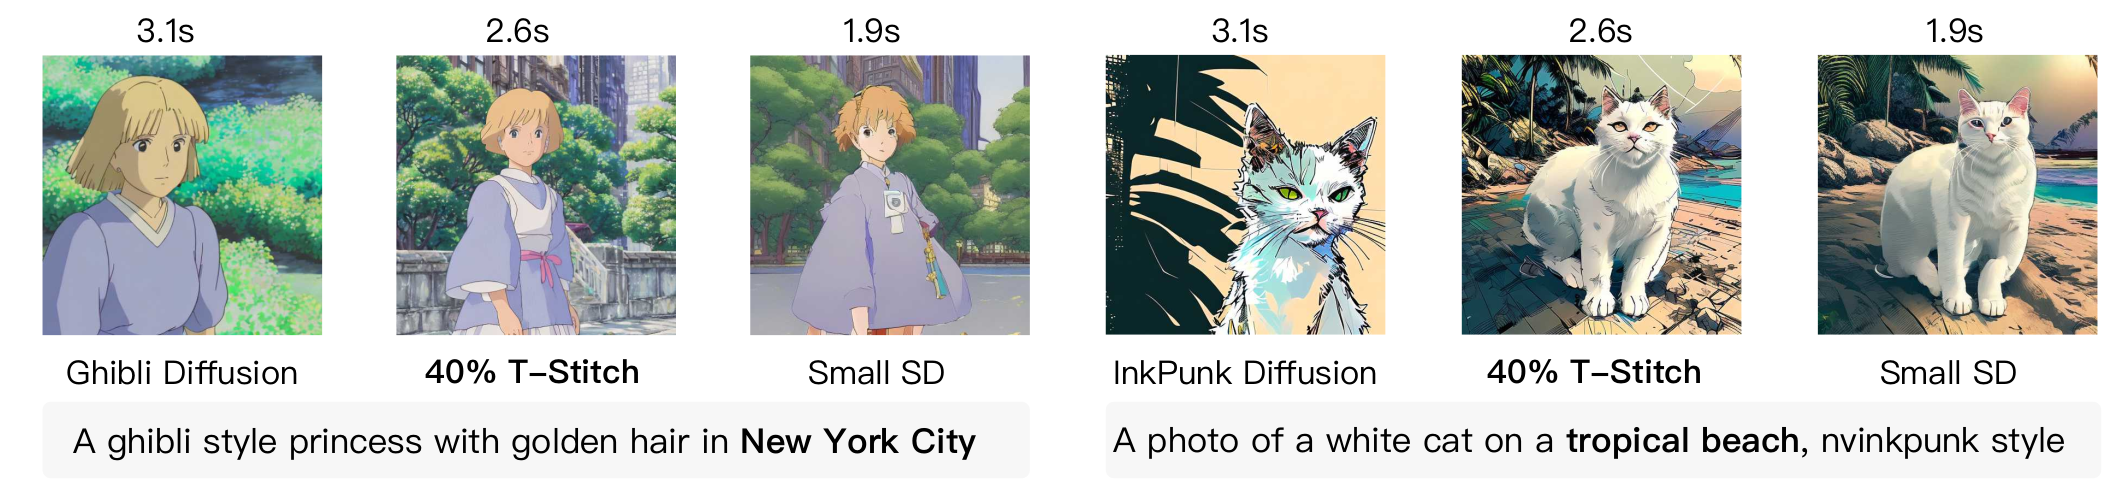 3.1s 2.6s 1.9s 3.1s 2.6s 1.9s
Ghibli Diffusion 40% T–Stitch Small SD InkPunk Diffusion 40% T–Stitch Small SD
A ghibli style princess with golden hair in New York City
A photo of a white cat on a tropical beach, nvinkpunk style